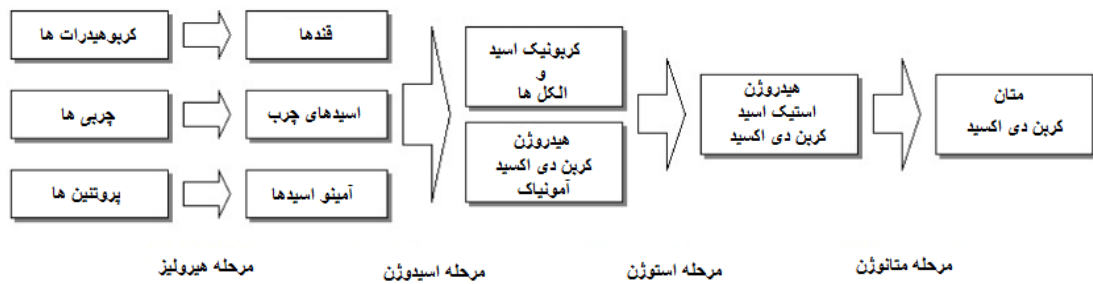 کربوهیدرات ها
قندها
چربی ها
اسیدهای چرب
پروتئین ها
آمینو اسیدها
کربونیک اسید
و
الکل ها
هیدروژن
کربن دی اکسید
آمونیاک
هیدروژن
استیک اسید
کربن دی اکسید
متان
کربن دی اکسید
مرحله هیرولیز
مرحله اسیدوژن
مرحله استوژن
مرحله متانوژن